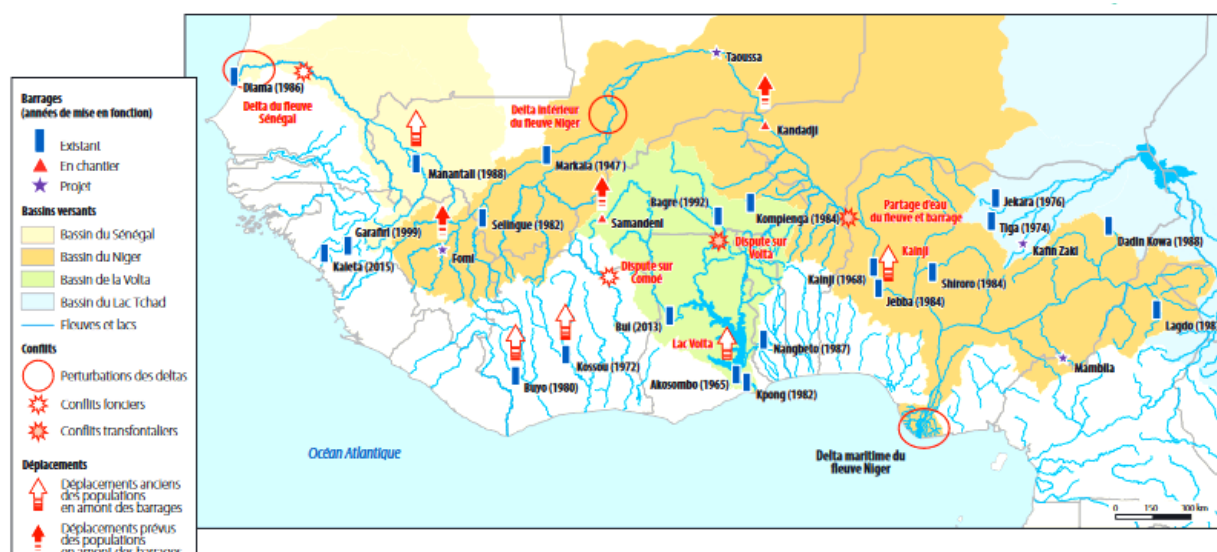 Barrages
(années de mise en fonction)
Existant
En chantier
Projet
Bassins versants
Bassin du Sénégal
Bassin du Niger
Bassin de la Volta
Bassin du Lac Tchad
Fleuves et lacs
Conflits
Perturbations des deltas
Conflits fonciers
Conflits transfontaliers
Déplacements
Déplacements anciens
des populations
en amont des barrages
Déplacements prévus
des populations
en amont des barrages
Taoussa
Diama (1986)
Delta du fleuve
Sénégal
Delta intérieur
du fleuve Niger
Kandadji
Manantali (1988)
Markala (1947 )
Samandeni
Selingue (1982)
Garafiri (1999)
Kaleta (2015)
Fomi
Bagre (1992)
Kompienga (1984)
Partage d'eau
du fleuve et barrage
Jekara (1976)
Tiga (1974)
Kafin Zaki
Dadin Kowa (1988)
Dispute sur
Volta
Dispute sur
Comoé
Kainji
Kainji (1968)
Jebba (1984)
Shiroro (1984)
Bui (2013)
Lac Volta
Nangbeto (1987)
Kossou (1972)
Buyo (1980)
Akosombo (1965)
Kpong (1982)
Mambila
Océan Atlantique
Delta maritime du
fleuve Niger
0 150 300 km